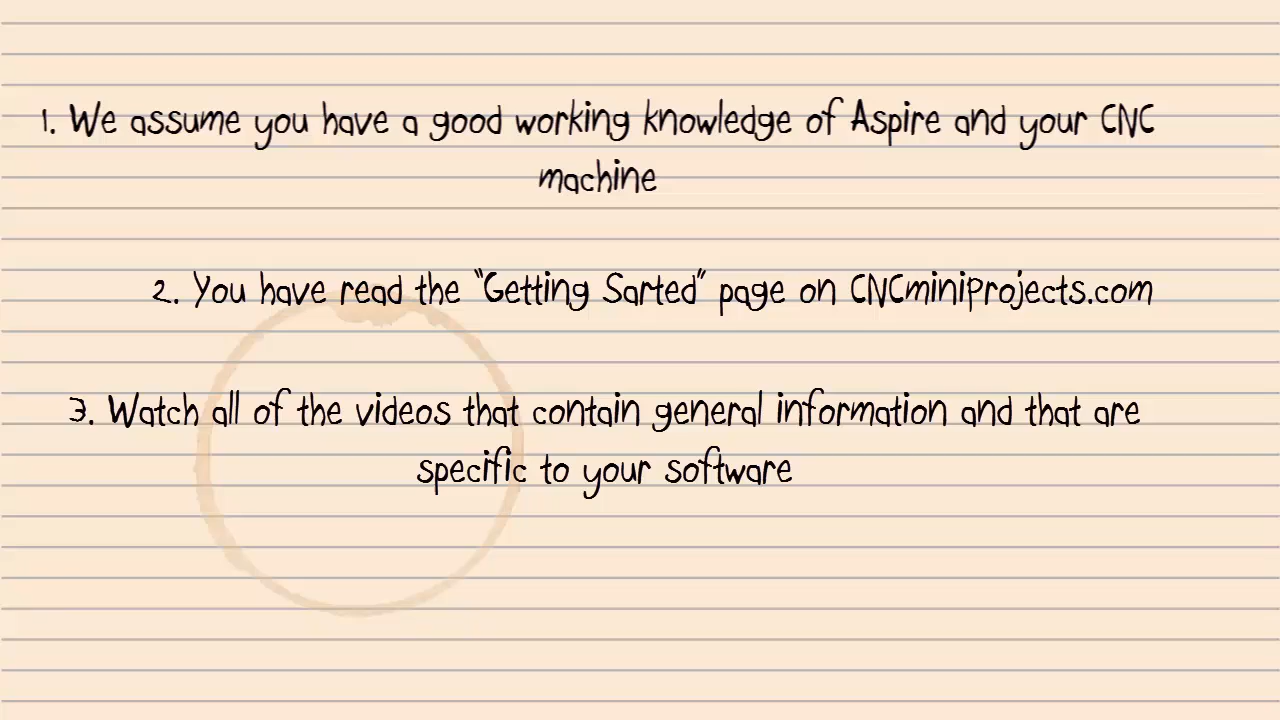 1. We assume you have a good working knowledge of Aspire and your CNC
machine
2. You have read the "Getting Sarted" page on CNCminiprojects.com
3. Watch all of the videos that contain general information and that are
specific to your software